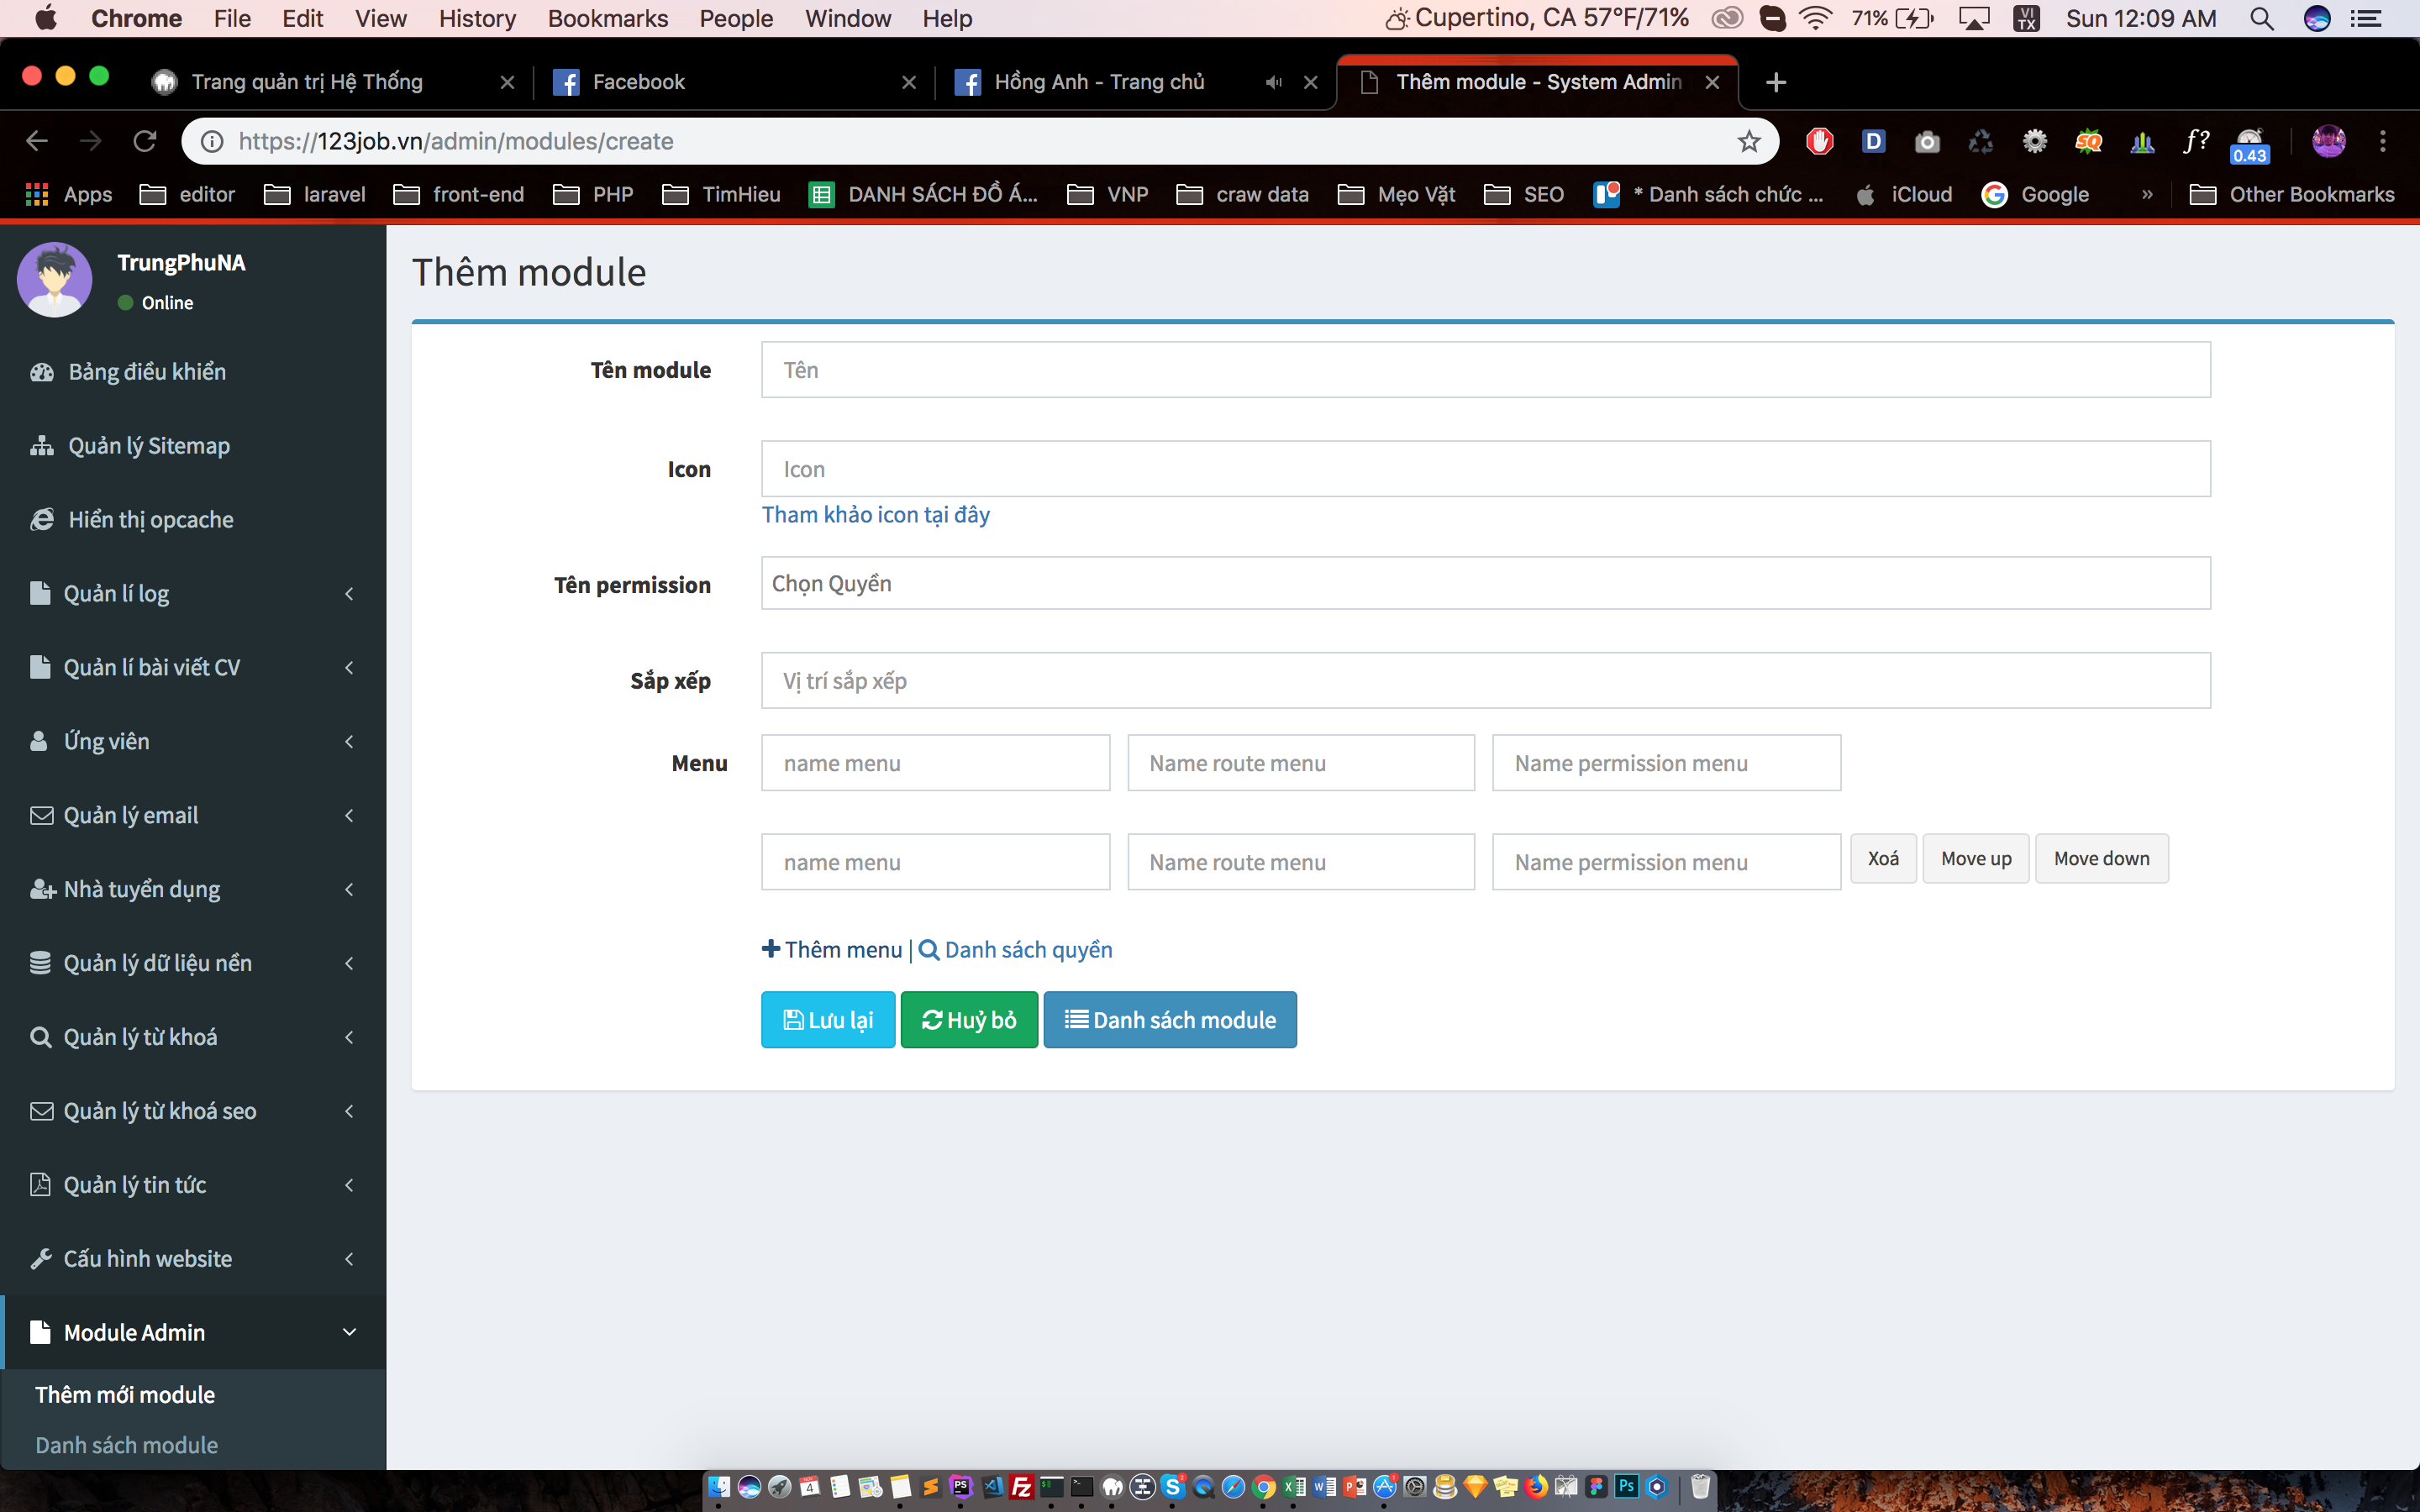 Chrome File Edit View History Bookmarks People Window Help Cupertino, CA 57°F/71% 71% VI TX Sun 12:09 AM
Trang quản trị Hệ Thống Facebook Hồng Anh - Trang chủ Thêm module - System Admin
https://123job.vn/admin/modules/create D SQ f? 0.43
Apps editor laravel front-end PHP TimHieu DANH SÁCH ĐỒ Á... VNP craw data Mẹo Vặt SEO * Danh sách chức ... iCloud Google » Other Bookmarks
TrungPhuNA
Online
Bảng điều khiển
Quản lý Sitemap
Hiển thị opcache
Quản lí log
Quản lí bài viết CV
Ứng viên
Quản lý email
Nhà tuyển dụng
Quản lý dữ liệu nền
Quản lý từ khoá
Quản lý từ khoá seo
Quản lý tin tức
Cấu hình website
Module Admin
Thêm mới module
Danh sách module
Thêm module
Tên module Tên
Icon Icon
Tham khảo icon tại đây
Tên permission Chọn Quyền
Sắp xếp Vị trí sắp xếp
Menu name menu Name route menu Name permission menu
name menu Name route menu Name permission menu Xoá Move up Move down
Thêm menu | Danh sách quyền
Lưu lại Huỷ bỏ Danh sách module
4 PS FZ S X W P Ps